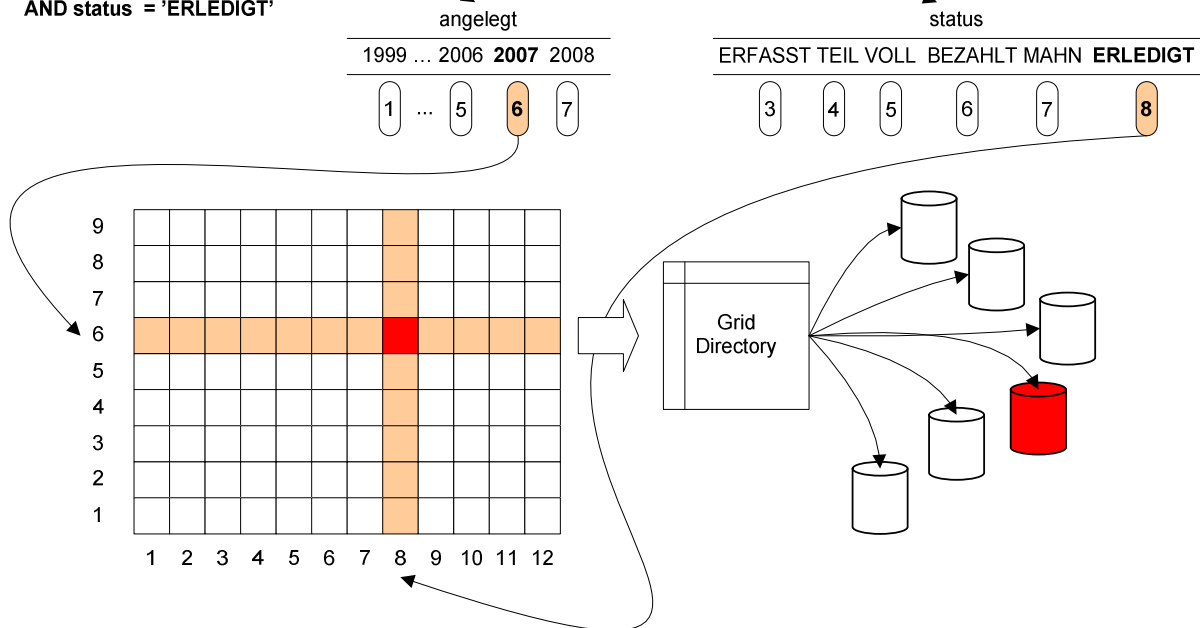 AND status = ’ERLEDIGT’
angelegt
status
1999 ... 2006 2007 2008
ERFASST TEIL VOLL BEZAHLT MAHN ERLEDIGT
1 ... 5 6 7
3 4 5 6 7 8
9
8
7
6
5
4
3
2
1
1 2 3 4 5 6 7 8 9 10 11 12
Grid
Directory